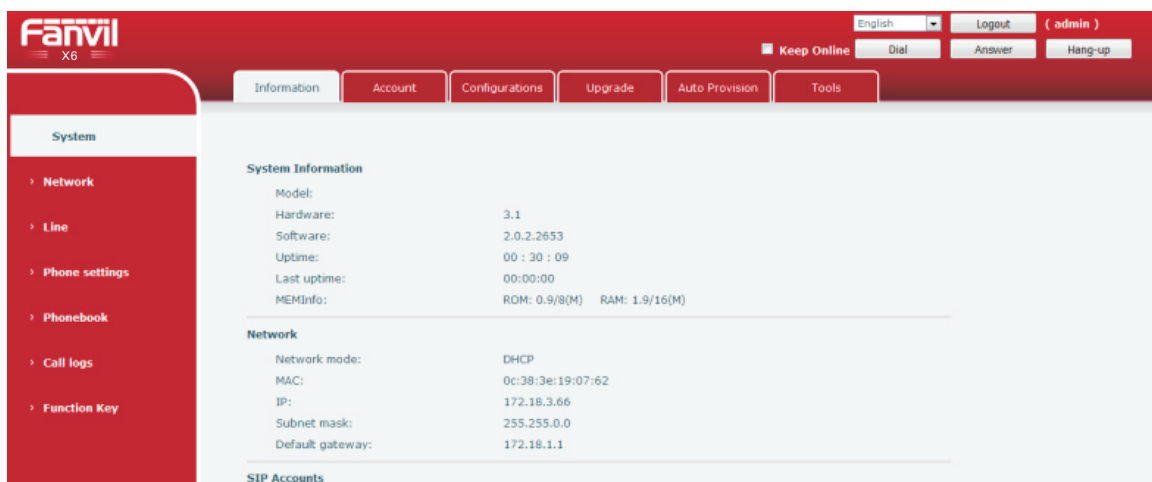 Fanvil
X6
English
Logout
( admin )
Keep Online
Dial
Answer
Hang-up
Information
Account
Configurations
Upgrade
Auto Provision
Tools
System
› Network
› Line
› Phone settings
› Phonebook
› Call logs
› Function Key
System Information
Model:
Hardware: 3.1
Software: 2.0.2.2653
Uptime: 00 : 30 : 09
Last uptime: 00:00:00
MEMInfo: ROM: 0.9/8(M) RAM: 1.9/16(M)
Network
Network mode: DHCP
MAC: 0c:38:3e:19:07:62
IP: 172.18.3.66
Subnet mask: 255.255.0.0
Default gateway: 172.18.1.1
SIP Accounts